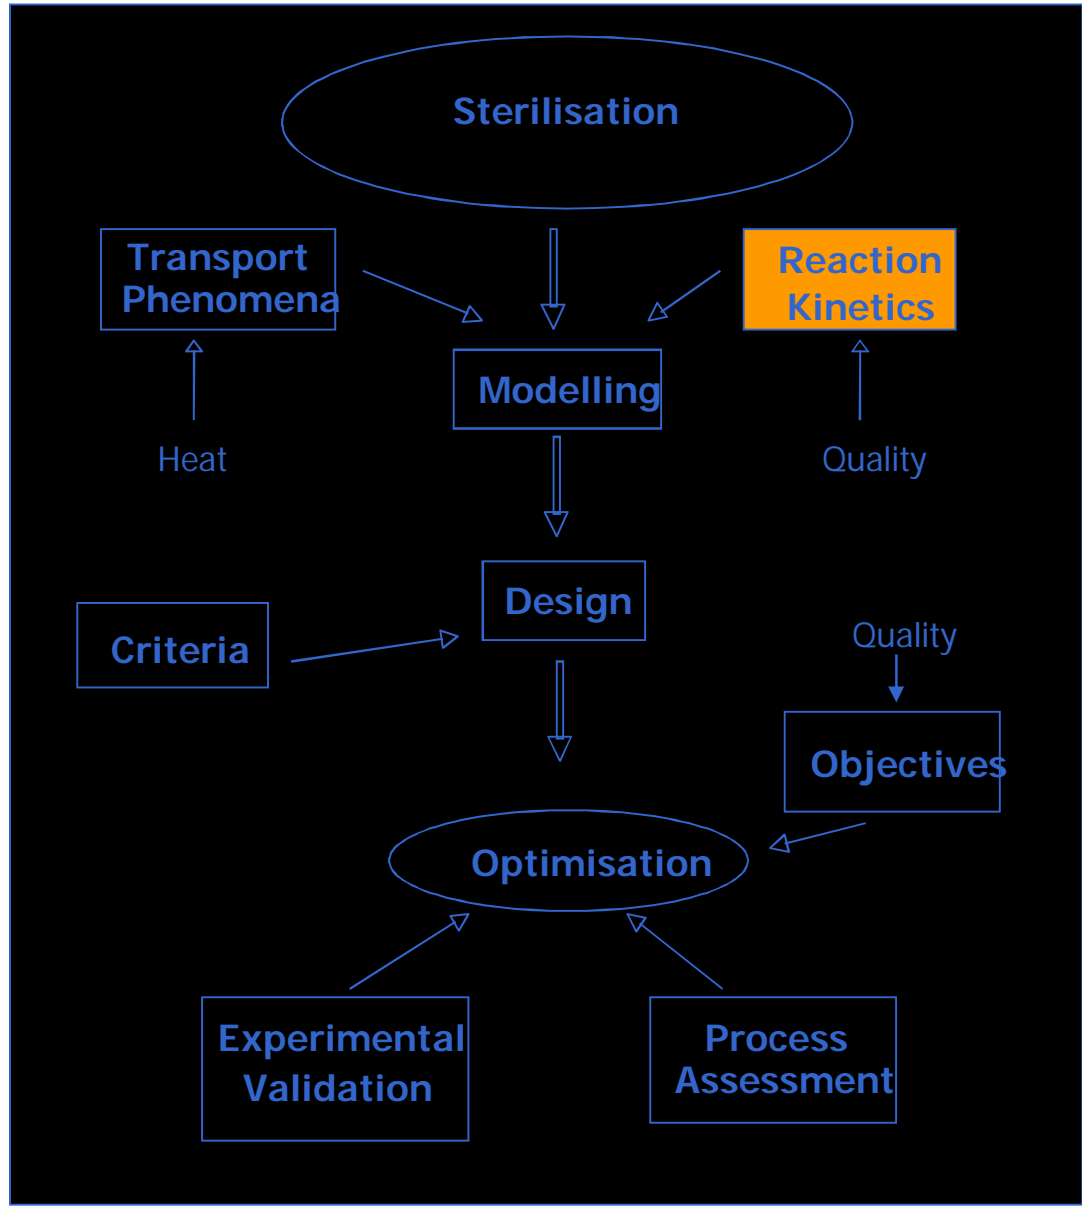 Sterilisation
Transport
Phenomena
Reaction
Kinetics
Modelling
Heat
Quality
Design
Criteria
Quality
Objectives
Optimisation
Experimental
Validation
Process
Assessment